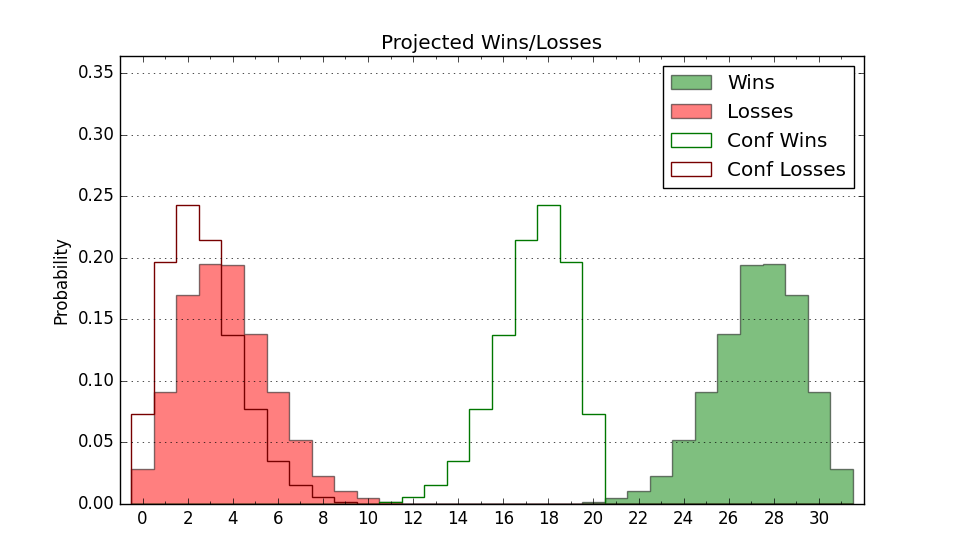 Projected Wins/Losses
Probability
0.35
0.30
0.25
0.20
0.15
0.10
0.05
0.00
0 2 4 6 8 10 12 14 16 18 20 22 24 26 28 30
Wins
Losses
Conf Wins
Conf Losses